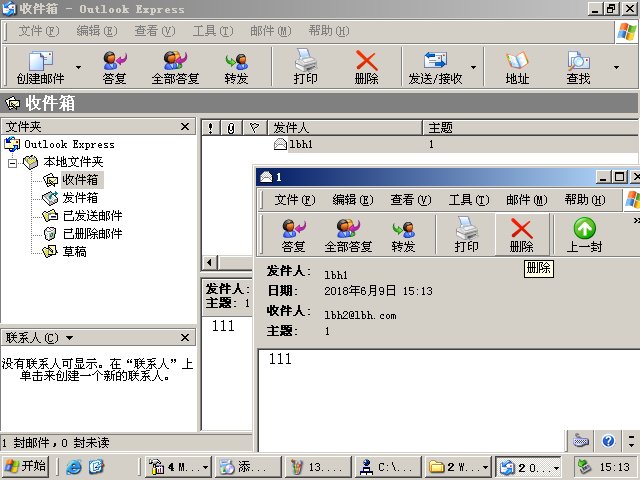 收件箱 - Outlook Express
文件(F) 编辑(E) 查看(V) 工具(T) 邮件(M) 帮助(H)
创建邮件 答复 全部答复 转发 打印 删除 发送/接收 地址 查找
收件箱
文件夹
Outlook Express
本地文件夹
收件箱
发件箱
已发送邮件
已删除邮件
草稿
发件人 主题
lbh1 1
发件人:
主题: 1
111
1
文件(F) 编辑(E) 查看(V) 工具(T) 邮件(M) 帮助(H)
答复 全部答复 转发 打印 删除 上一封
删除
发件人: lbh1
日期: 2018年6月9日 15:13
收件人: lbh2@lbh.com
主题: 1
111
联系人(C)
没有联系人可显示。在“联系人”上
单击来创建一个新的联系人。
1 封邮件,0 封未读
开始 4 M... 添... 13... C:\... 2 W... 2 O... 15:13